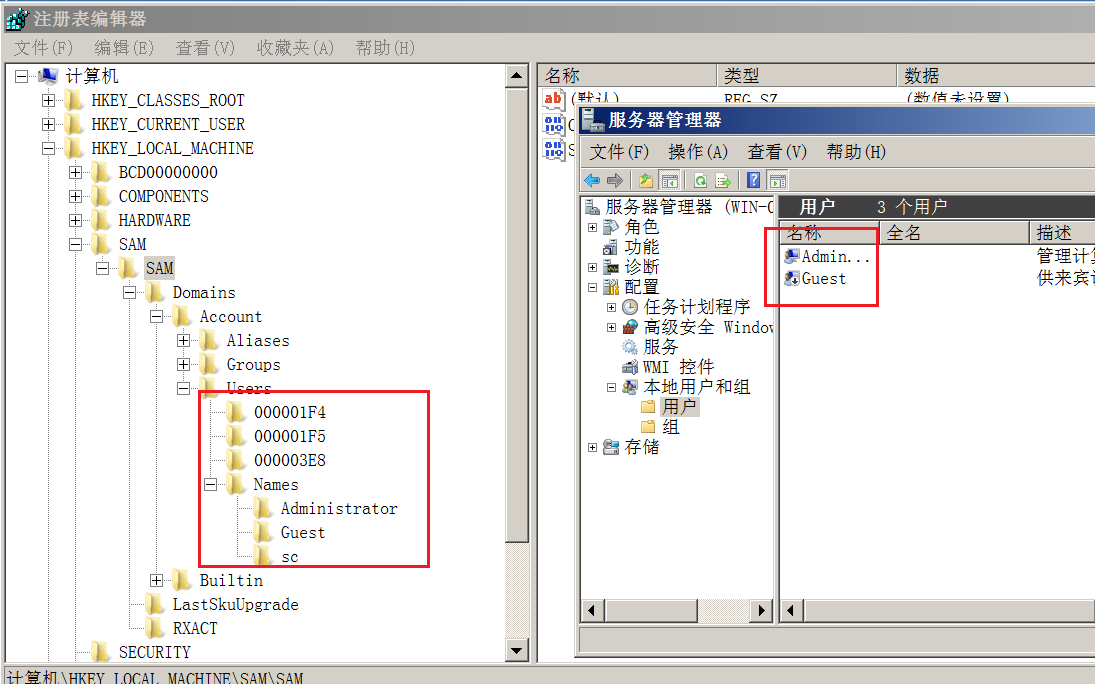 注册表编辑器
文件(F) 编辑(E) 查看(V) 收藏夹(A) 帮助(H)
计算机
HKEY_CLASSES_ROOT
HKEY_CURRENT_USER
HKEY_LOCAL_MACHINE
BCD00000000
COMPONENTS
HARDWARE
SAM
SAM
Domains
Account
Aliases
Groups
Users
000001F4
000001F5
000003E8
Names
Administrator
Guest
sc
Builtin
LastSkuUpgrade
RXACT
SECURITY
计算机\HKEY_LOCAL_MACHINE\SAM\SAM
名称 类型 数据
ab (默认) REG_SZ (数值未设置)
C
S
服务器管理器
文件(F) 操作(A) 查看(V) 帮助(H)
服务器管理器 (WIN-
角色
功能
诊断
配置
任务计划程序
高级安全 Window
服务
WMI 控件
本地用户和组
用户
组
存储
用户 3 个用户
名称 全名 描述
Admin... 管理计
Guest 供来宾